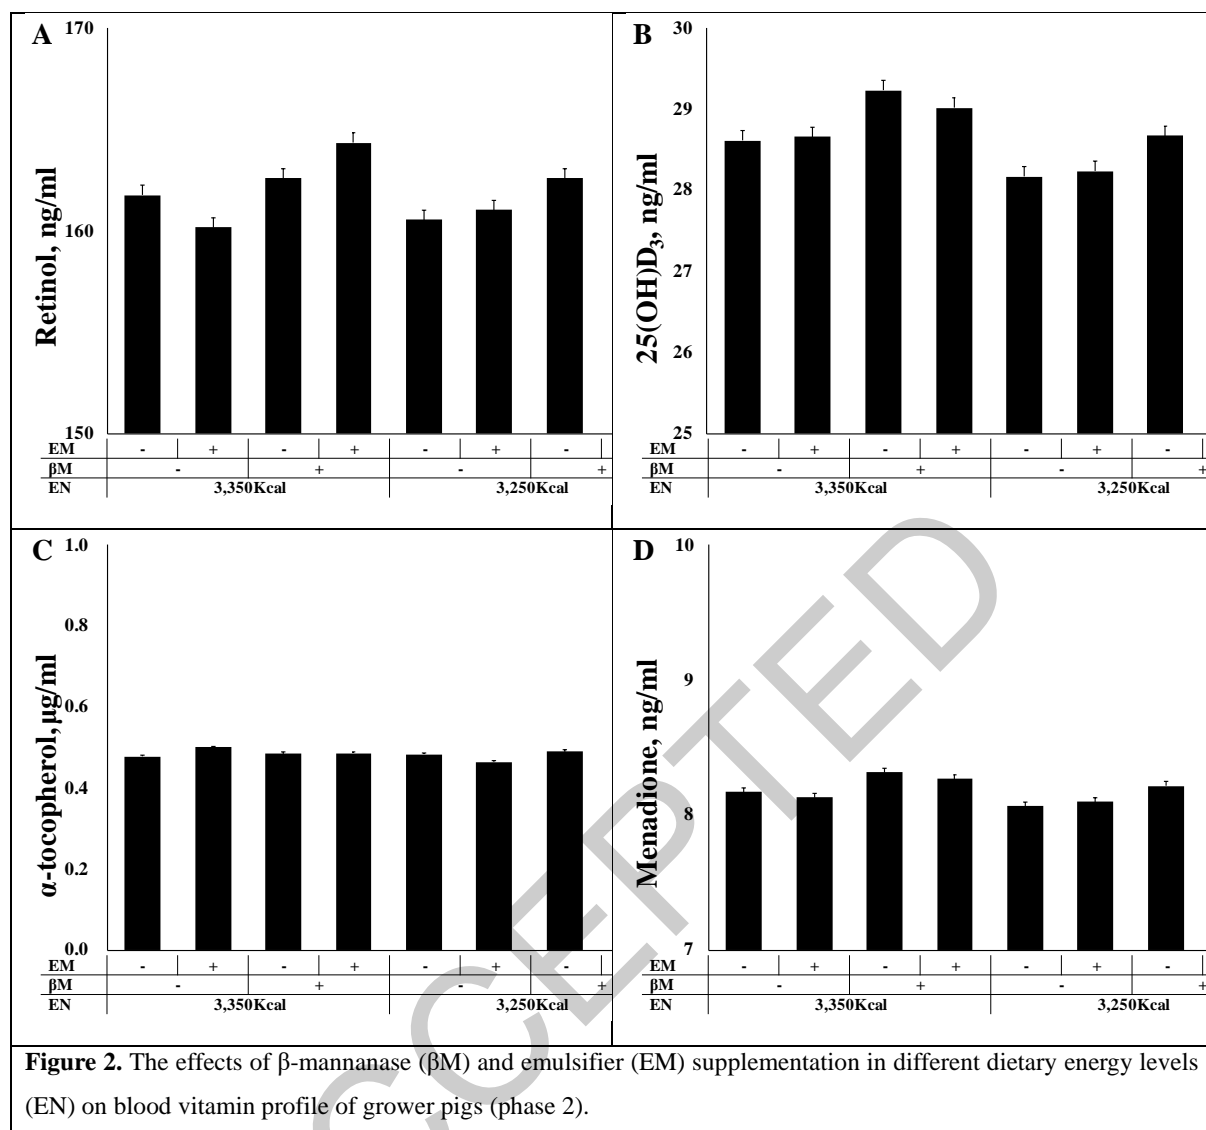 A
170
160
150
Retinol, ng/ml
EM - + - + - + -
βM - + - +
EN 3,350Kcal 3,250Kcal
B
30
29
28
27
26
25
25(OH)D3, ng/ml
EM - + - + - + -
βM - + - +
EN 3,350Kcal 3,250Kcal
C
1.0
0.8
0.6
0.4
0.2
0.0
α-tocopherol,µg/ml
EM - + - + - + -
βM - + - +
EN 3,350Kcal 3,250Kcal
D
10
9
8
7
Menadione, ng/ml
EM - + - + - + -
βM - + - +
EN 3,350Kcal 3,250Kcal
CCEPTED
Figure 2. The effects of β-mannanase (βM) and emulsifier (EM) supplementation in different dietary energy levels
(EN) on blood vitamin profile of grower pigs (phase 2).